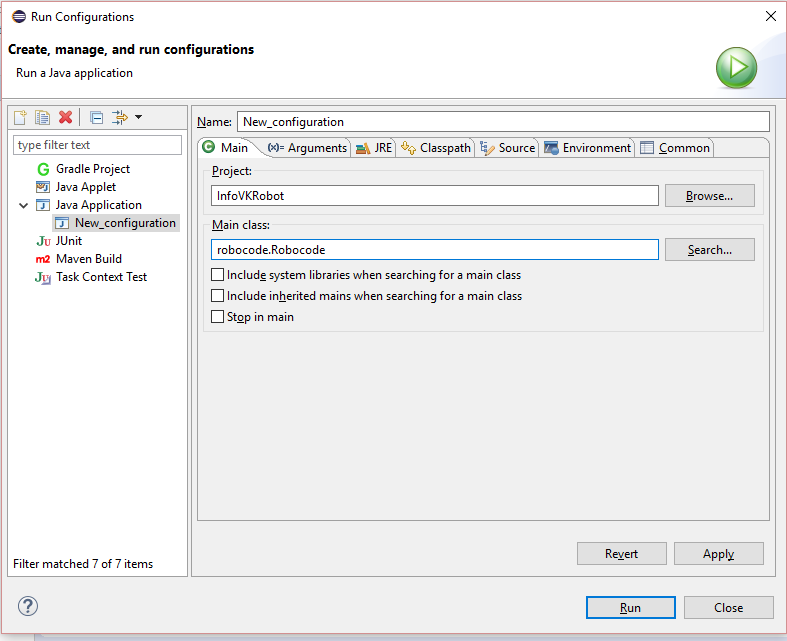 Run Configurations
Create, manage, and run configurations
Run a Java application
type filter text
Gradle Project
Java Applet
Java Application
New_configuration
JUnit
Maven Build
Task Context Test
Filter matched 7 of 7 items
Name: New_configuration
Main (x)= Arguments JRE Classpath Source Environment Common
Project:
InfoVKRobot Browse...
Main class:
robocode.Robocode Search...
Include system libraries when searching for a main class
Include inherited mains when searching for a main class
Stop in main
Revert Apply
Run Close